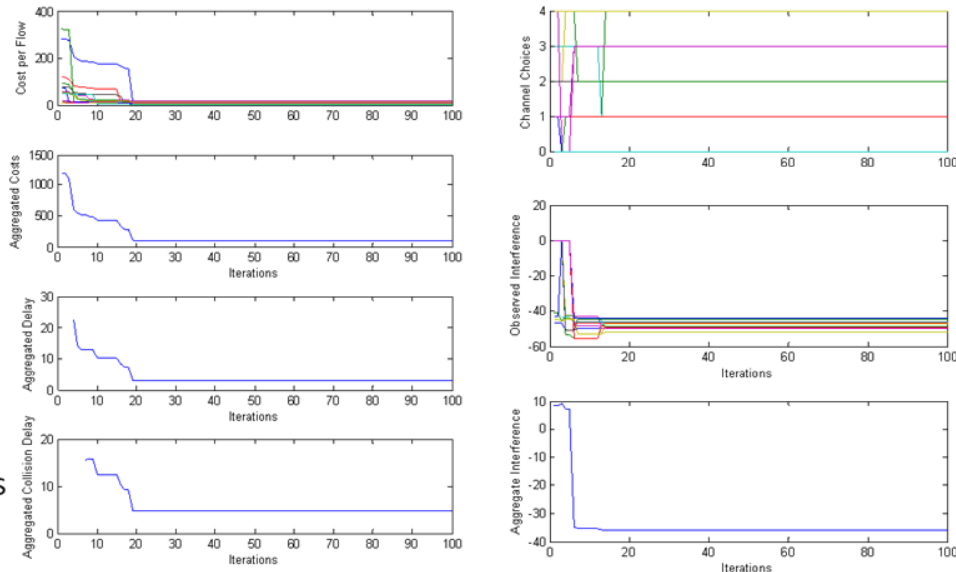 Cost per Flow
400
200
0
0 10 20 30 40 50 60 70 80 90 100
Aggregated Costs
1500
1000
500
0
0 10 20 30 40 50 60 70 80 90 100
Iterations
Aggregated Delay
30
20
10
0
0 10 20 30 40 50 60 70 80 90 100
Iterations
Aggregated Collision Delay
20
10
0
0 10 20 30 40 50 60 70 80 90 100
Iterations
s
Channel Choices
4
3
2
1
0
0 20 40 60 80 100
Observed Interference
20
0
-20
-40
-60
0 20 40 60 80 100
Iterations
Aggregate Interference
10
0
-10
-20
-30
-40
0 20 40 60 80 100
Iterations